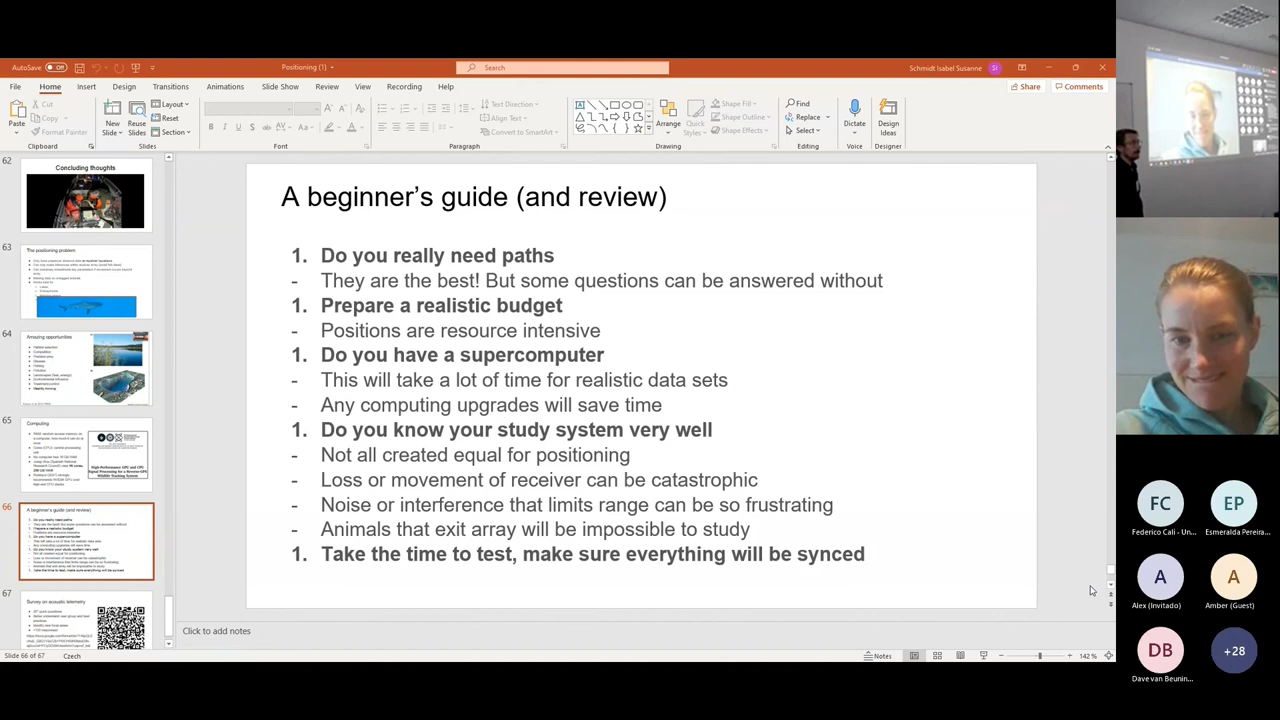 AutoSave Off
Positioning (1)
Search
Schmidt Isabel Susanne
SI
File Home Insert Design Transitions Animations Slide Show Review View Recording Help
Share Comments
Paste
Cut
Copy
Format Painter
Clipboard
New Slide
Reuse Slides
Layout
Reset
Section
Slides
Font
Text Direction
Align Text
Convert to SmartArt
Paragraph
Arrange
Quick Styles
Shape Fill
Shape Outline
Shape Effects
Drawing
Find
Replace
Select
Editing
Dictate
Voice
Design Ideas
Designer
62
Concluding thoughts
63
The positioning problem
64
Amazing opportunities
65
Computing
66
A beginner's guide (and review)
67
Survey on acoustic telemetry
A beginner's guide (and review)
1. Do you really need paths
- They are the best! But some questions can be answered without
1. Prepare a realistic budget
- Positions are resource intensive
1. Do you have a supercomputer
- This will take a lot of time for realistic data sets
- Any computing upgrades will save time
1. Do you know your study system very well
- Not all created equal for positioning
- Loss or movement of receiver can be catastrophic
- Noise or interference that limits range can be so frustrating
- Animals that exit array will be impossible to study
1. Take the time to test, make sure everything will be synced
Click to add notes
Slide 66 of 67 Czech
Notes
142 %
FC
Federico Calì - Un...
EP
Esmeralda Pereira...
A
Alex (Invitado)
A
Amber (Guest)
DB
Dave van Beunin...
+28